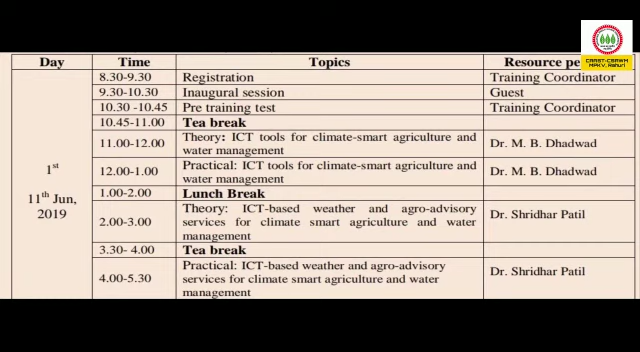 CAAST-CSAWM
MPKV, Rahuri
Day Time Topics Resource pe
8.30-9.30 Registration Training Coordinator
9.30-10.30 Inaugural session Guest
10.30 -10.45 Pre training test Training Coordinator
10.45-11.00 Tea break
11.00-12.00 Theory: ICT tools for climate-smart agriculture and
water management
Dr. M. B. Dhadwad
12.00-1.00 Practical: ICT tools for climate-smart agriculture and
water management
Dr. M. B. Dhadwad
1st
11th Jun,
2019
1.00-2.00 Lunch Break
2.00-3.00 Theory: ICT-based weather and agro-advisory
services for climate smart agriculture and water
management
Dr. Shridhar Patil
3.30- 4.00 Tea break
4.00-5.30 Practical: ICT-based weather and agro-advisory
services for climate smart agriculture and water
management
Dr. Shridhar Patil